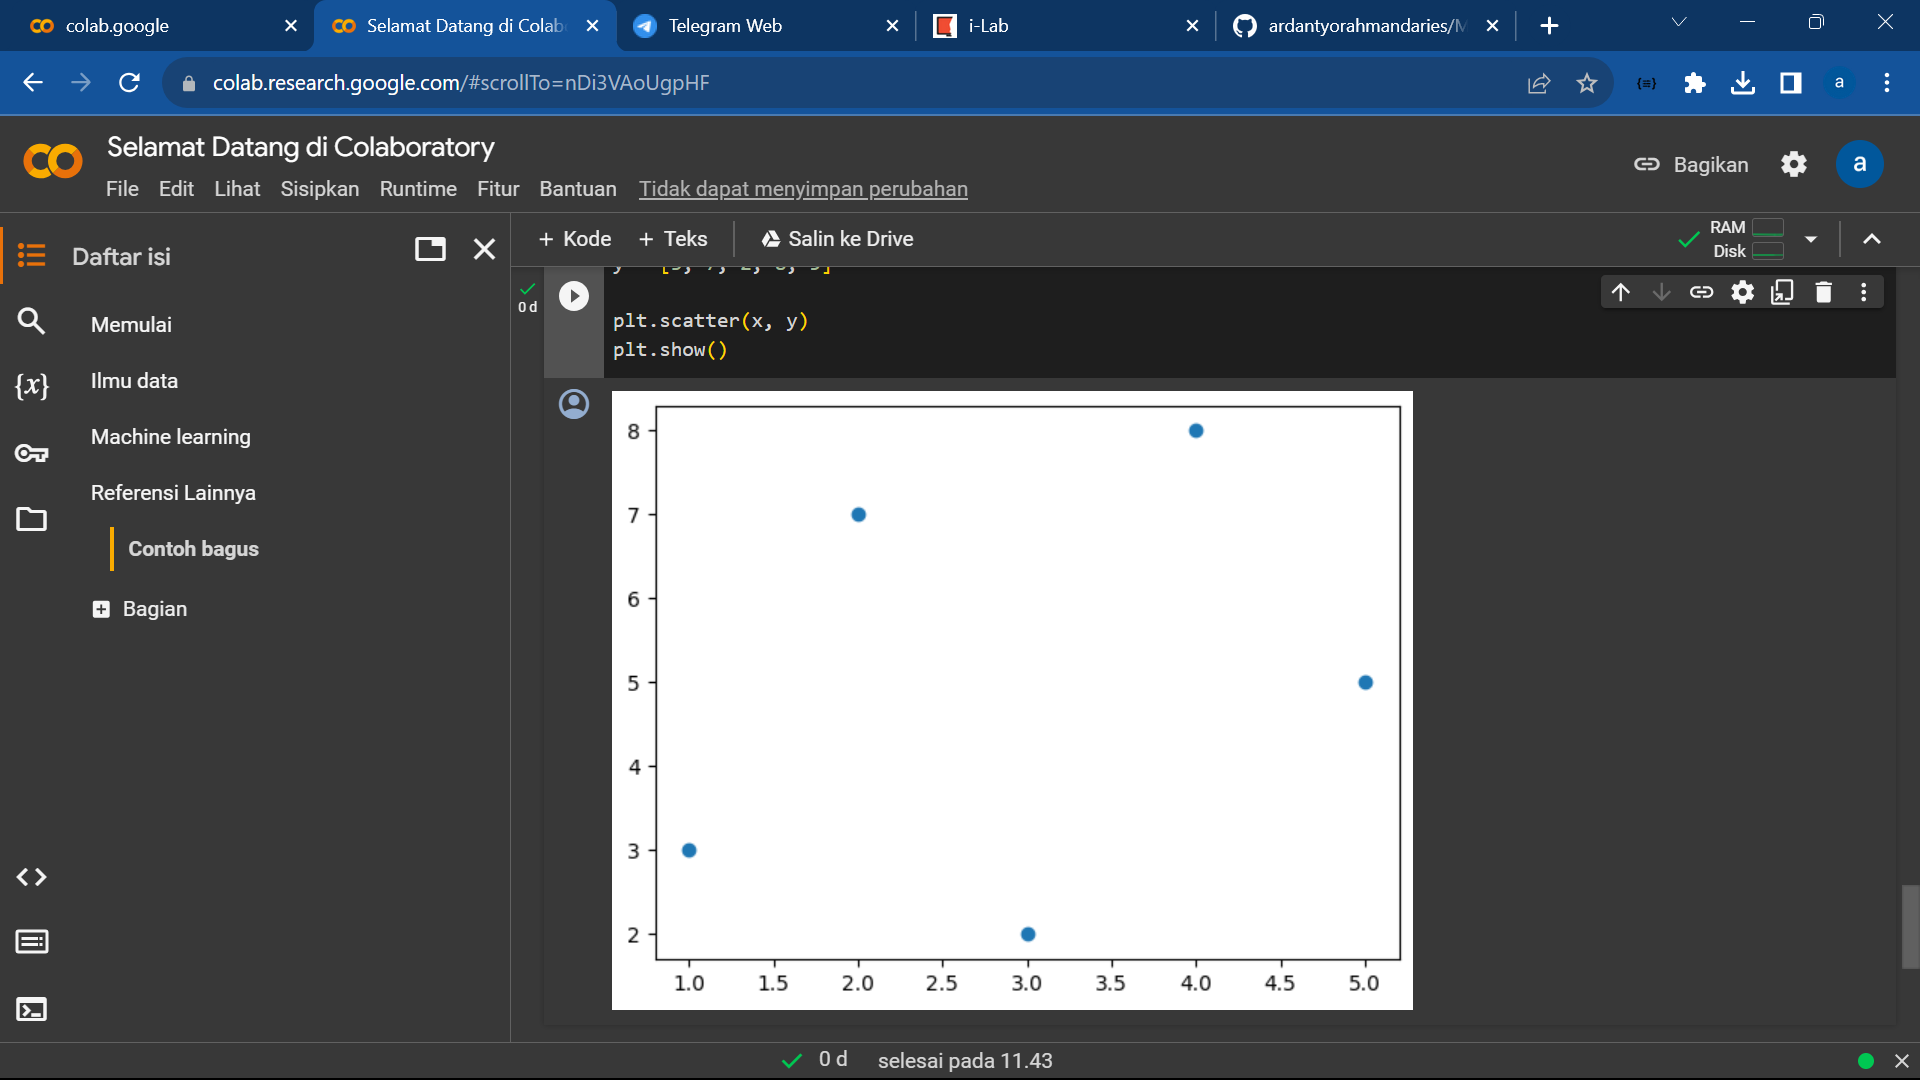 colab.google
Selamat Datang di Colab
Telegram Web
i-Lab
ardantyorahmandaries/M
colab.research.google.com/#scrollTo=nDi3VAoUgpHF
a
Selamat Datang di Colaboratory
File Edit Lihat Sisipkan Runtime Fitur Bantuan Tidak dapat menyimpan perubahan
Bagikan
a
Daftar isi
+ Kode + Teks
Salin ke Drive
RAM
Disk
Memulai
Ilmu data
Machine learning
Referensi Lainnya
Contoh bagus
Bagian
{x}
0 d
plt.scatter(x, y)
plt.show()
8
7
6
5
4
3
2
1.0 1.5 2.0 2.5 3.0 3.5 4.0 4.5 5.0
0 d selesai pada 11.43